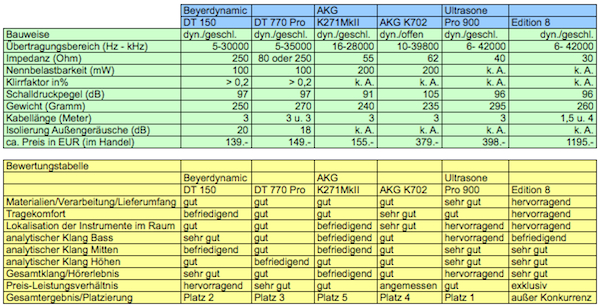 Beyerdynamic AKG Ultrasone
DT 150 DT 770 Pro K271MkII AKG K702 Pro 900 Edition 8
Bauweise dyn./geschl. dyn./geschl. dyn./geschl. dyn./offen dyn./geschl. dyn./geschl.
Übertragungsbereich (Hz - kHz) 5-30000 5-35000 16-28000 10-39800 6- 42000 6- 42000
Impedanz (Ohm) 250 80 oder 250 55 62 40 30
Nennbelastbarkeit (mW) 100 100 200 200 k. A. k. A.
Klirrfaktor in% > 0,2 > 0,2 k. A. k. A. k. A. k. A.
Schalldruckpegel (dB) 97 97 91 105 96 96
Gewicht (Gramm) 250 270 240 235 295 260
Kabellänge (Meter) 3 3 u. 3 3 3 3 1,5 u. 4
Isolierung Außengeräusche (dB) 20 18 k. A. k. A. k. A. k. A.
ca. Preis in EUR (im Handel) 139.- 149.- 155.- 379.- 398.- 1195.-
Bewertungstabelle
Beyerdynamic AKG Ultrasone
DT 150 DT 770 Pro K271MkII AKG K702 Pro 900 Edition 8
Materialien/Verarbeitung/Lieferumfang gut gut gut gut sehr gut hervorragend
Tragekomfort befriedigend gut gut sehr gut gut hervorragend
Lokalisation der Instrumente im Raum gut gut befriedigend sehr gut hervorragend hervorragend
analytischer Klang Bass sehr gut gut befriedigend gut hervorragend befriedigend
analytischer Klang Mitten sehr gut gut befriedigend befriedigend sehr gut sehr gut
analytischer Klang Höhen gut befriedigend gut gut sehr gut sehr gut
Gesamtklang/Hörerlebnis sehr gut gut befriedigend gut hervorragend sehr gut
Preis-Leistungsverhältnis hervorragend sehr gut gut angemessen gut exklusiv
Gesamtergebnis/Platzierung Platz 2 Platz 3 Platz 5 Platz 4 Platz 1 außer Konkurrenz